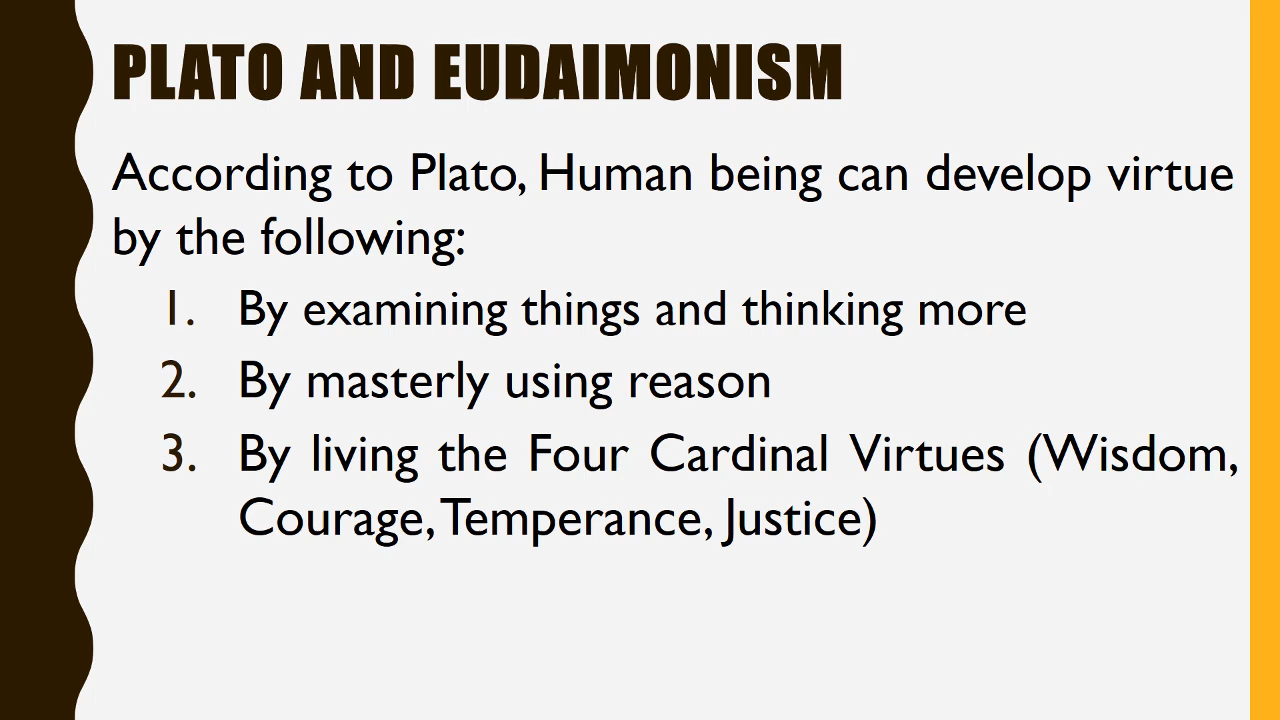 PLATO AND EUDAIMONISM
According to Plato, Human being can develop virtue
by the following:
1. By examining things and thinking more
2. By masterly using reason
3. By living the Four Cardinal Virtues (Wisdom,
Courage, Temperance, Justice)